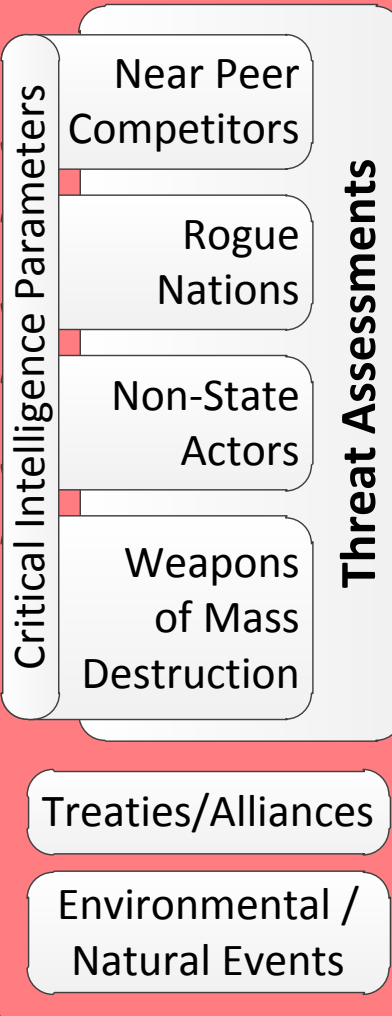 Critical Intelligence Parameters
Near Peer
Competitors
Rogue
Nations
Non-State
Actors
Weapons
of Mass
Destruction
Threat Assessments
Treaties/Alliances
Environmental /
Natural Events